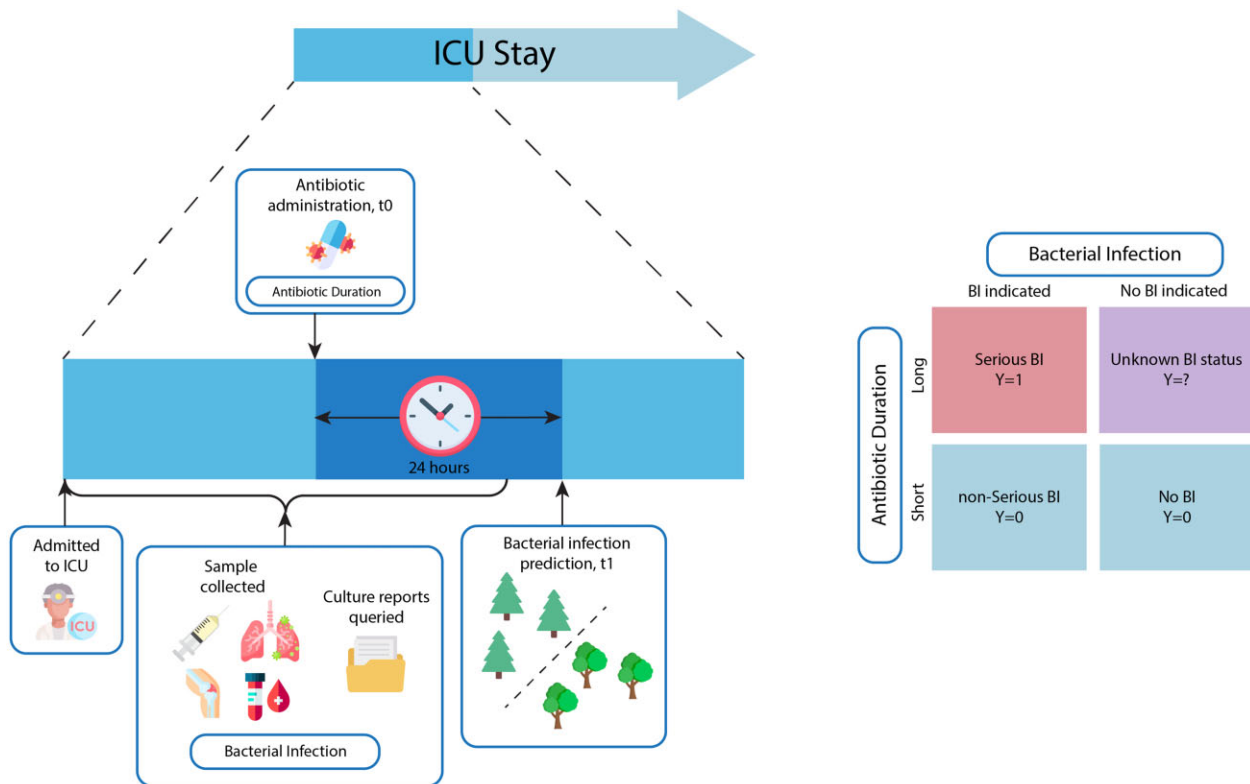 ICU Stay
Antibiotic
administration, t0
Antibiotic Duration
24 hours
Admitted
to ICU
ICU
Sample
collected
Culture reports
queried
Bacterial Infection
Bacterial infection
prediction, t1
Bacterial Infection
BI indicated
No BI indicated
Antibiotic Duration
Long
Short
Serious BI
Y=1
Unknown BI status
Y=?
non-Serious BI
Y=0
No BI
Y=0